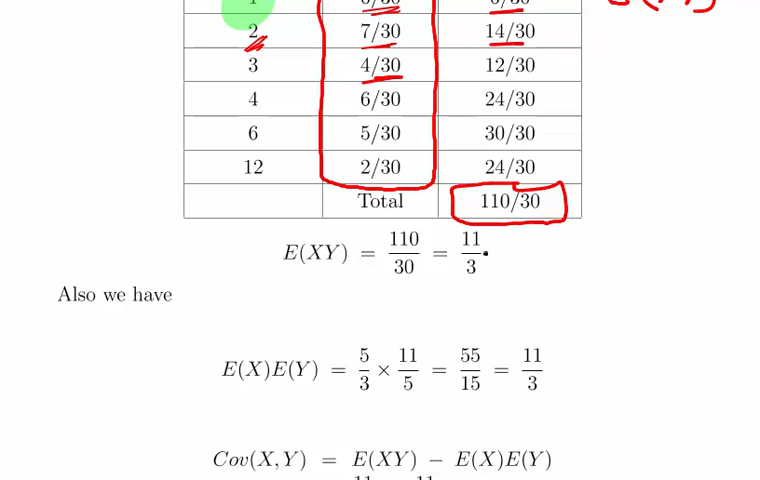 2 7/30 14/30
3 4/30 12/30
4 6/30 24/30
6 5/30 30/30
12 2/30 24/30
Total 110/30
E(XY) = 110/30 = 11/3
Also we have
E(X)E(Y) = 5/3 × 11/5 = 55/15 = 11/3
Cov(X, Y) = E(XY) − E(X)E(Y)